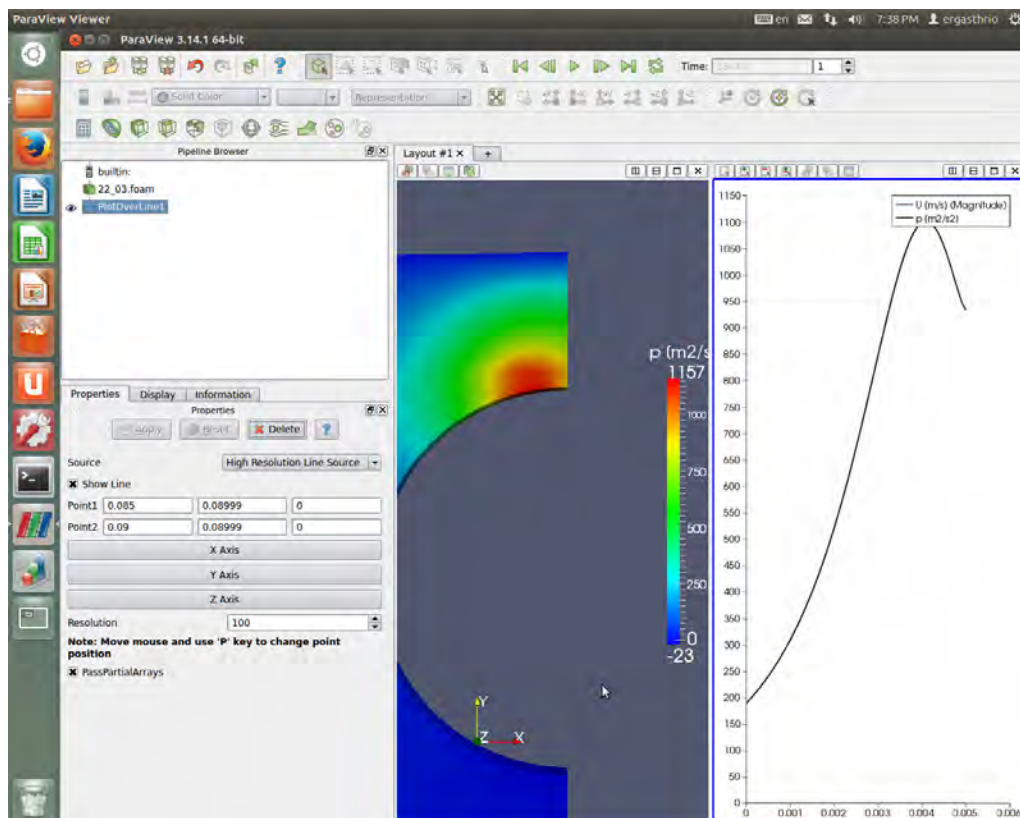 ParaView Viewer
en 7:38 PM ergasthrio
ParaView 3.14.1 64-bit
Time: 1
Solid Color Representation
Pipeline Browser
builtin:
22_03.foam
PlotOverLine1
Properties Display Information
Properties
Apply Reset Delete ?
Source High Resolution Line Source
Show Line
Point1 0.085 0.08999 0
Point2 0.09 0.08999 0
X Axis
Y Axis
Z Axis
Resolution 100
Note: Move mouse and use 'P' key to change point
position
PassPartialArrays
Layout #1 × +
p (m2/s
1157
1000
750
500
250
0
-23
Y
Z X
U (m/s) (Magnitude)
p (m2/s2)
1150
1100
1050
1000
950
900
850
800
750
700
650
600
550
500
450
400
350
300
250
200
150
100
50
0
0 0.001 0.002 0.003 0.004 0.005 0.006